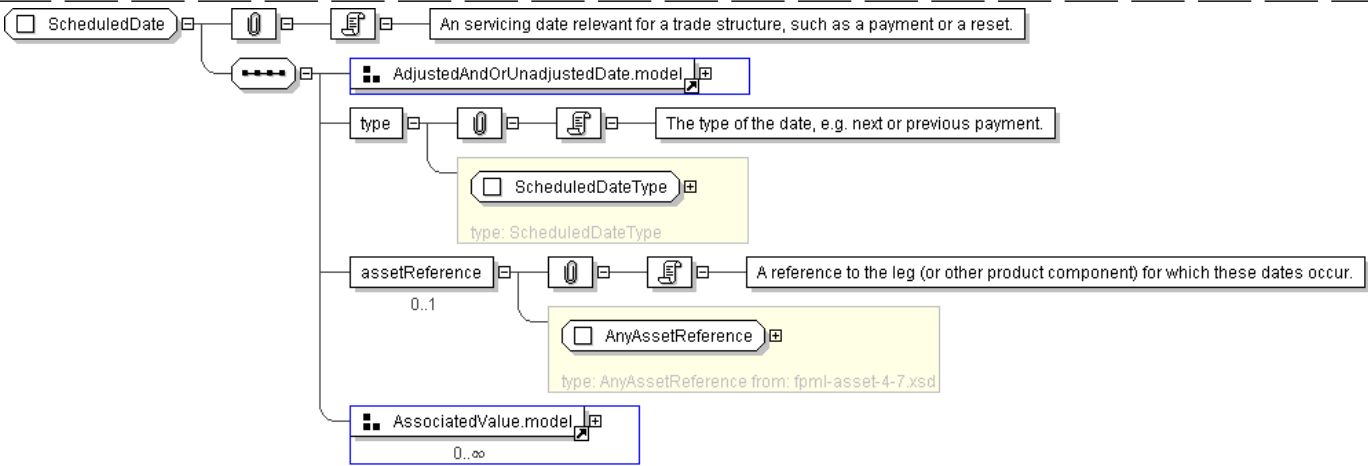 ScheduledDate
An servicing date relevant for a trade structure, such as a payment or a reset.
AdjustedAndOrUnadjustedDate.model
type
The type of the date, e.g. next or previous payment.
ScheduledDateType
type: ScheduledDateType
assetReference
A reference to the leg (or other product component) for which these dates occur.
0..1
AnyAssetReference
type: AnyAssetReference from: fpml-asset-4-7.xsd
AssociatedValue.model
0..∞